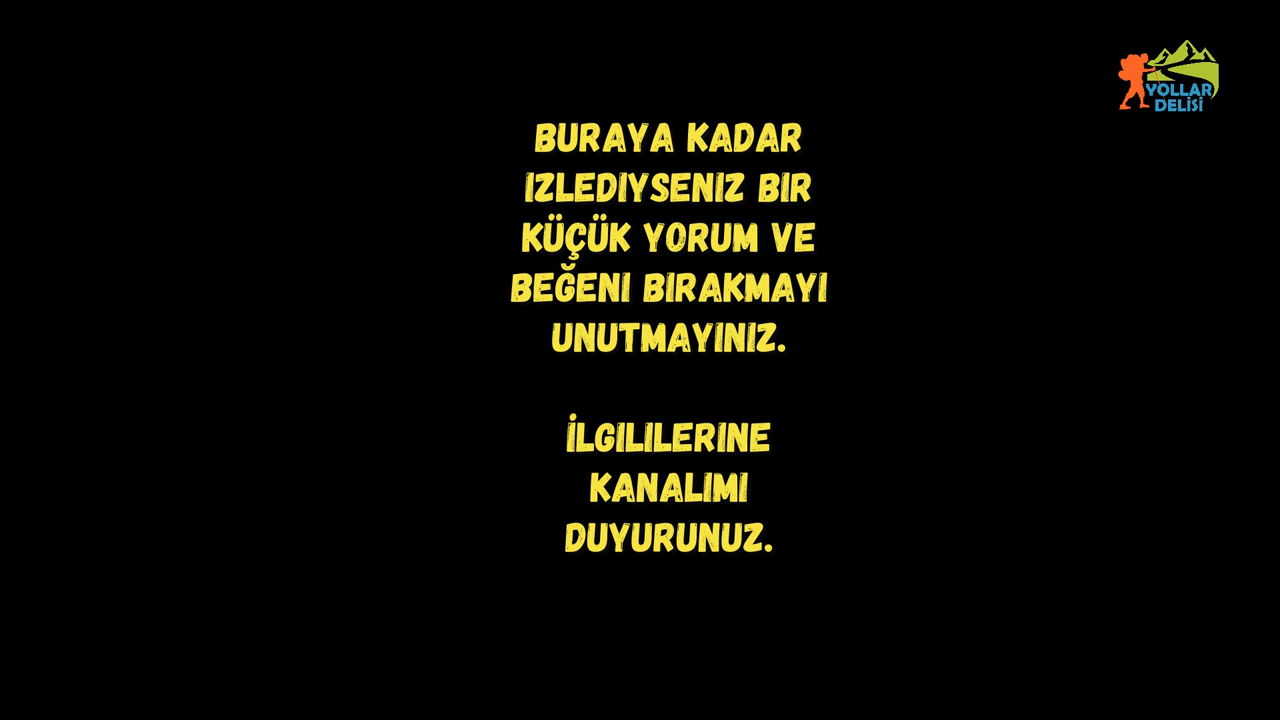 YOLLAR
DELİSİ
BURAYA KADAR
IZLEDIYSENIZ BIR
KÜÇÜK YORUM VE
BEĞENI BIRAKMAYI
UNUTMAYINIZ.
İLGILILERINE
KANALIMI
DUYURUNUZ.